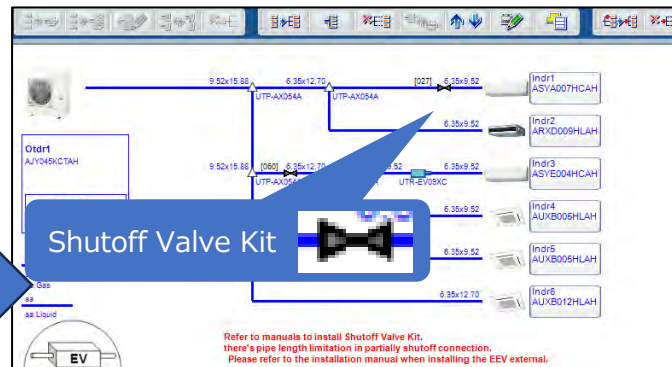 9.52x15.88
6.35x12.70
[027]
6.35x9.52
Indr1
ASYA007HCAH
UTP-AX054A
UTP-AX054A
6.35x9.52
Indr2
ARXD009HLAH
Otdr1
AJY045KCTAH
9.52x15.88
[060]
6.35x12.70
6.35x9.52
Indr3
ASYE004HCAH
UTR-EV09XC
6.35x9.52
Indr4
AUXB005HLAH
Shutoff Valve Kit
6.35x9.52
Indr5
AUXB005HLAH
Gas
aa
aa:Liquid
6.35x12.70
Indr6
AUXB012HLAH
Refer to manuals to install Shutoff Valve Kit,
there's pipe length limitation in partially shutoff connection.
Please refer to the installation manual when installing the EEV external.
EV